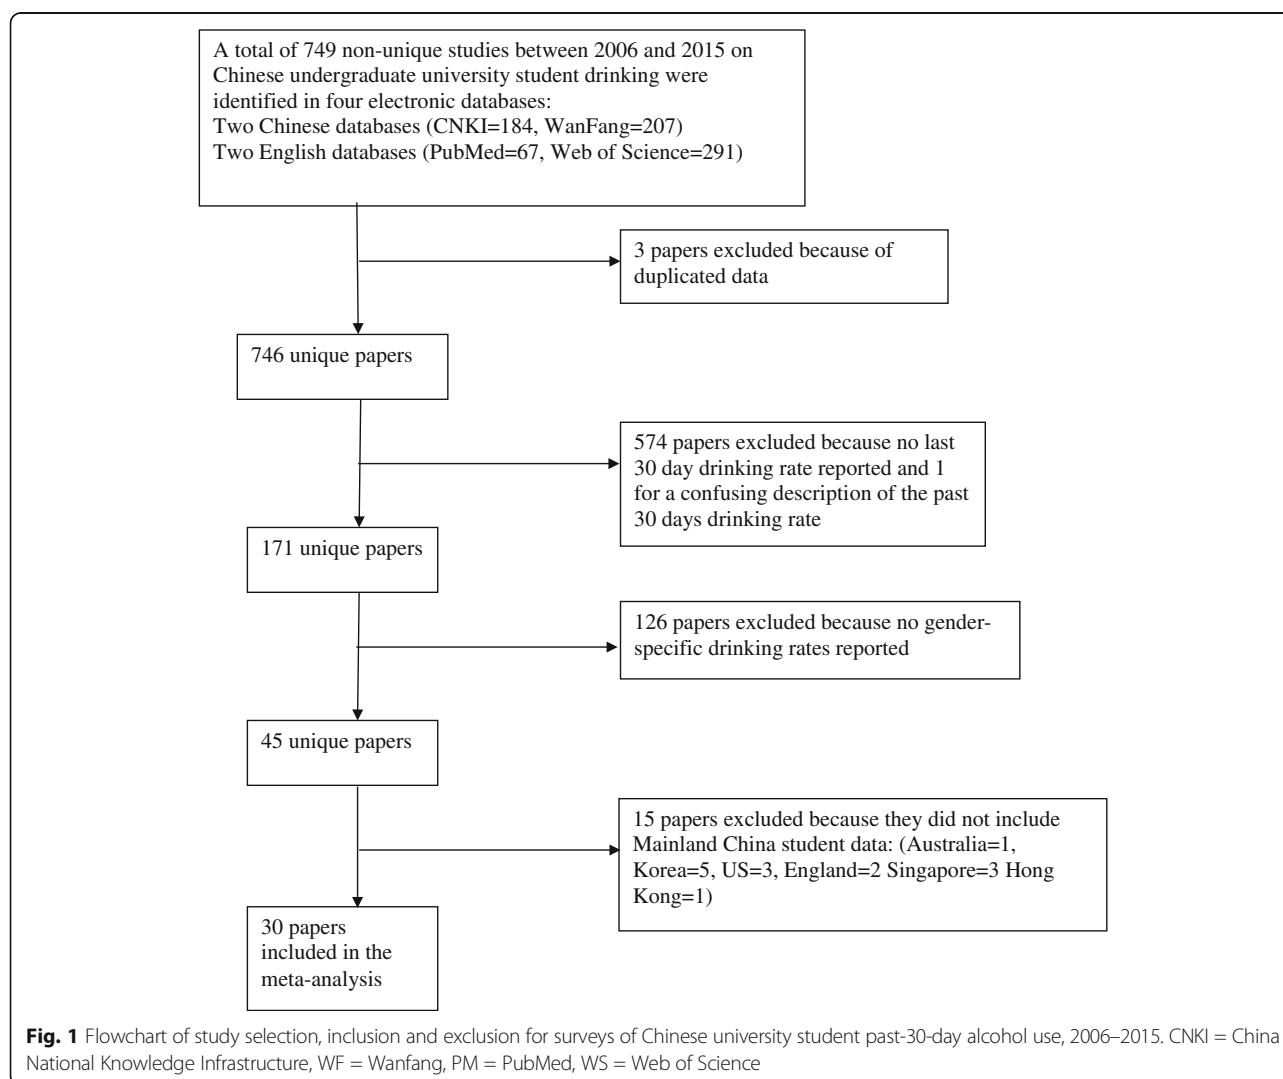 A total of 749 non-unique studies between 2006 and 2015 on
Chinese undergraduate university student drinking were
identified in four electronic databases:
Two Chinese databases (CNKI=184, WanFang=207)
Two English databases (PubMed=67, Web of Science=291)
3 papers excluded because of
duplicated data
746 unique papers
574 papers excluded because no last
30 day drinking rate reported and 1
for a confusing description of the past
30 days drinking rate
171 unique papers
126 papers excluded because no gender-
specific drinking rates reported
45 unique papers
15 papers excluded because they did not include
Mainland China student data: (Australia=1,
Korea=5, US=3, England=2 Singapore=3 Hong
Kong=1)
30 papers
included in the
meta-analysis
Fig. 1 Flowchart of study selection, inclusion and exclusion for surveys of Chinese university student past-30-day alcohol use, 2006–2015. CNKI = China
National Knowledge Infrastructure, WF = Wanfang, PM = PubMed, WS = Web of Science